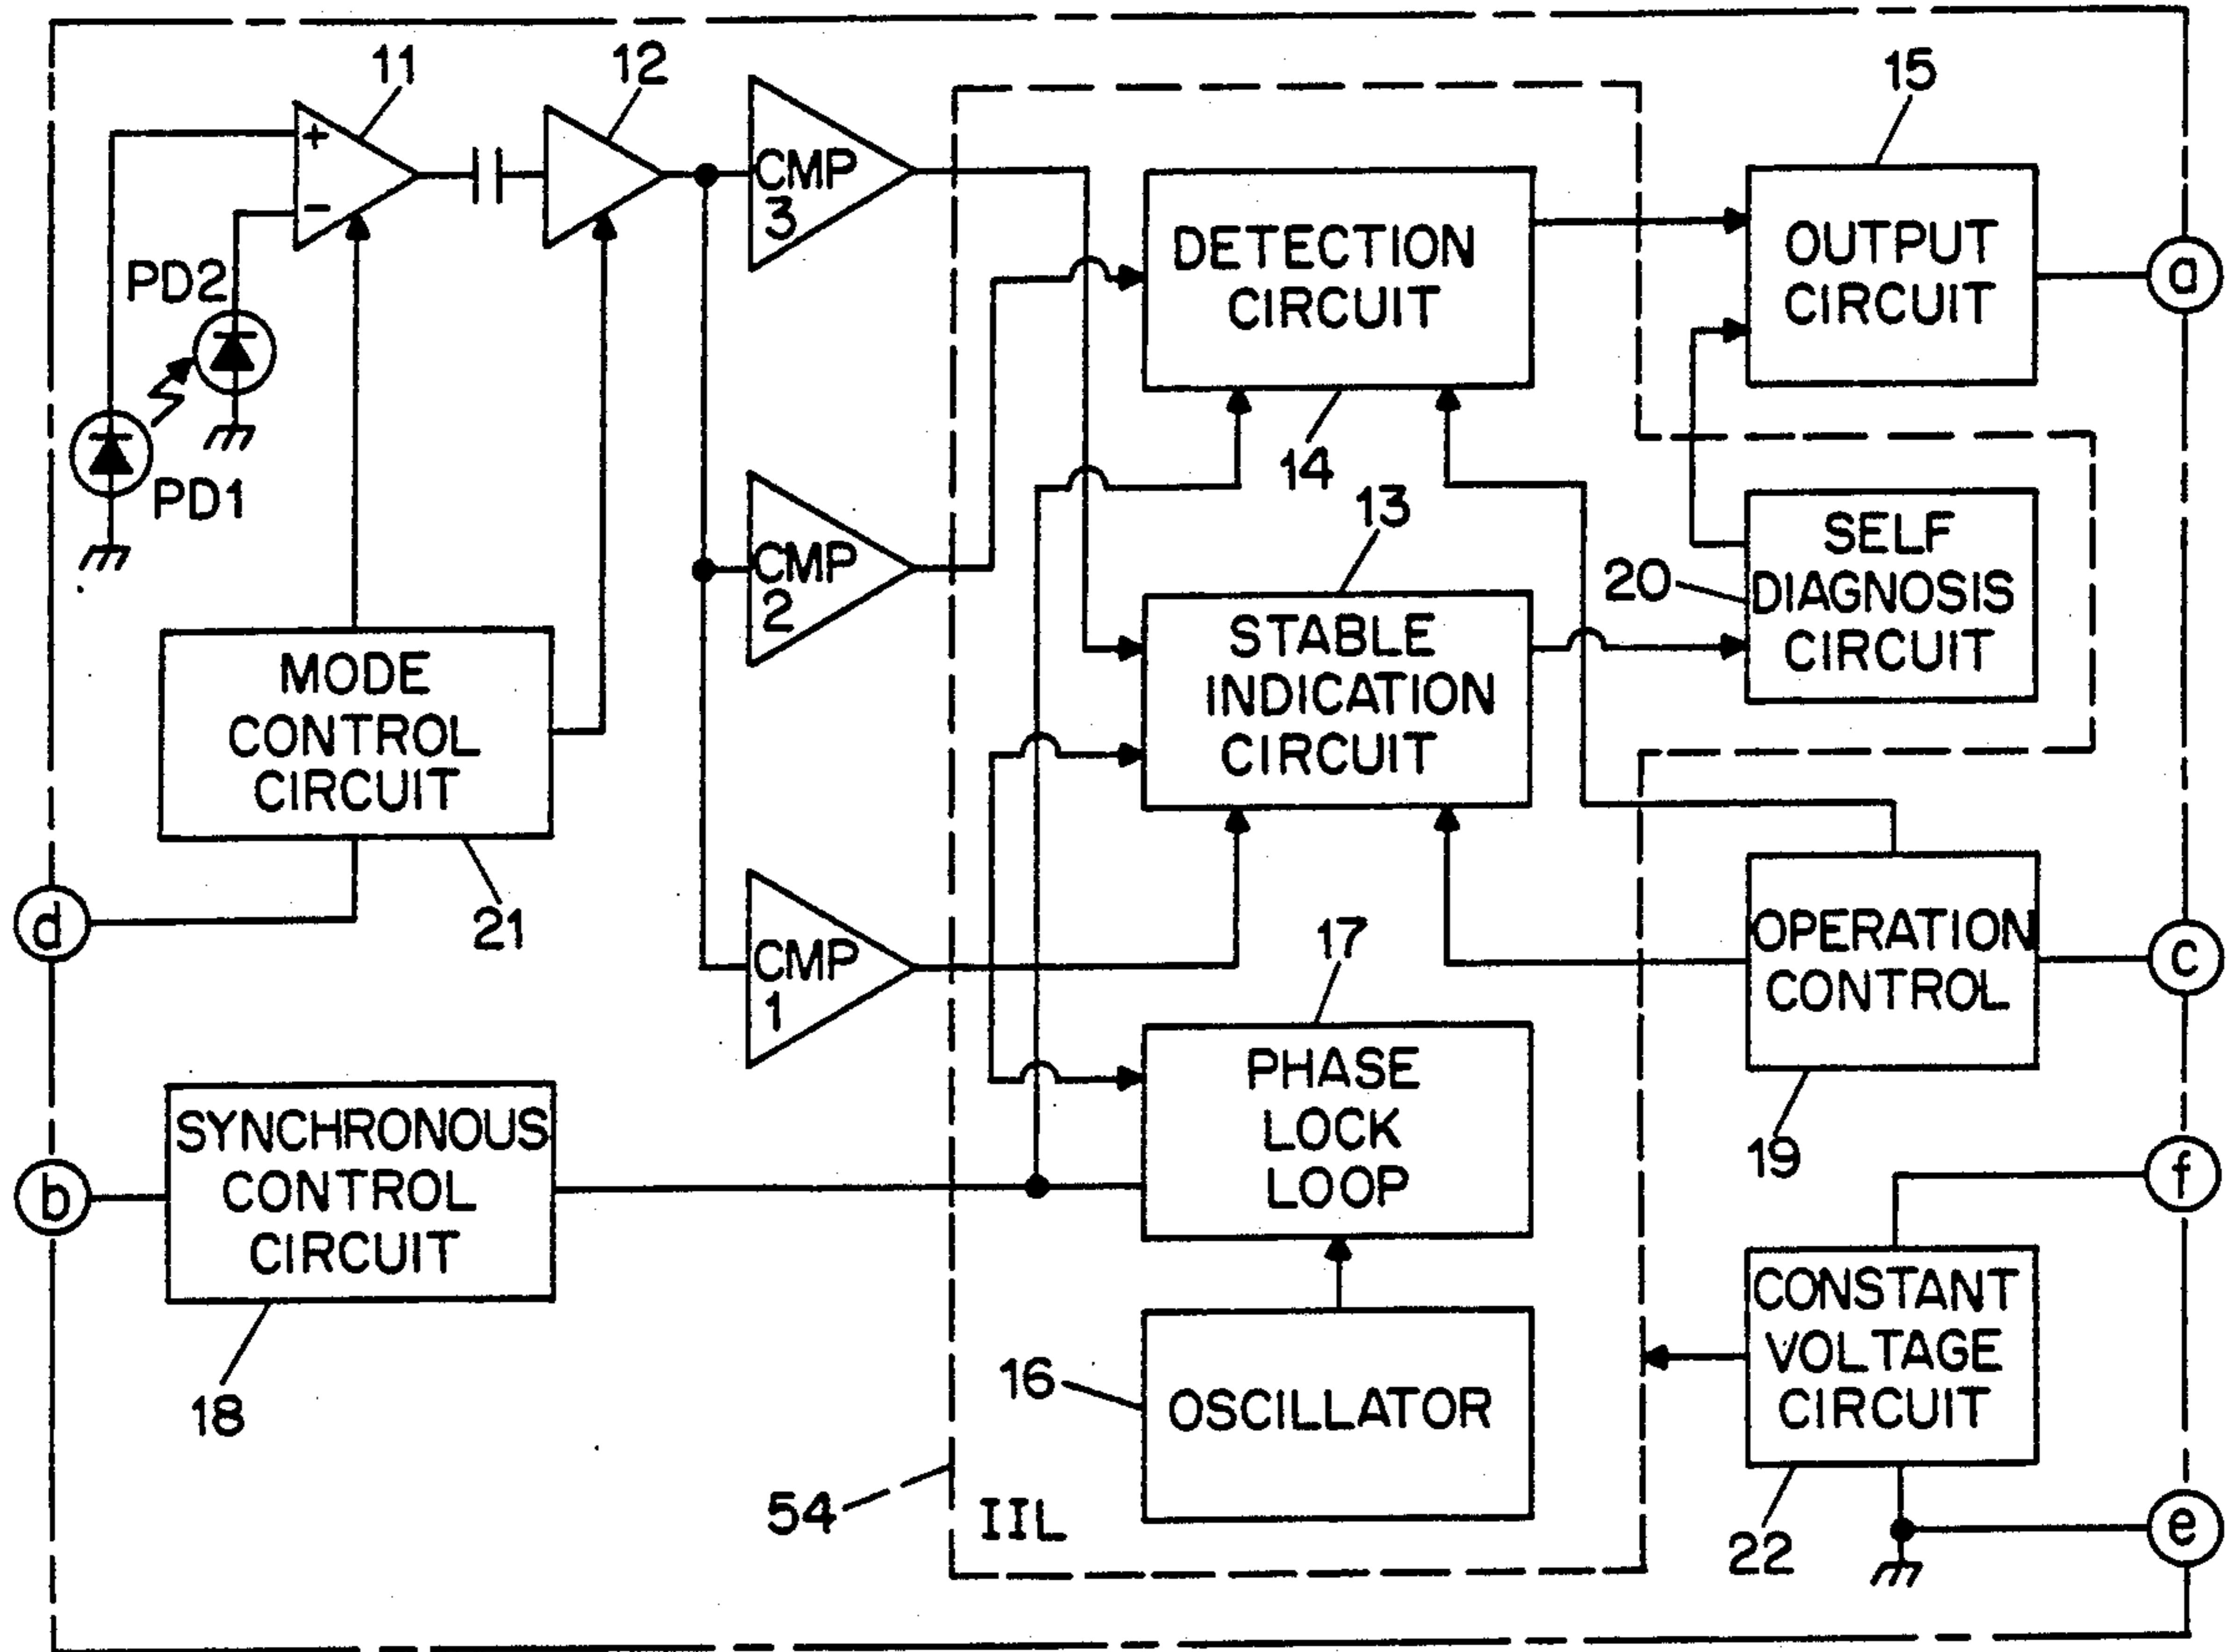 11
12
15
+
-
CMP
3
DETECTION
CIRCUIT
OUTPUT
CIRCUIT
a
PD2
PD1
14
13
CMP
2
SELF
DIAGNOSIS
CIRCUIT
20
STABLE
INDICATION
CIRCUIT
MODE
CONTROL
CIRCUIT
d
21
CMP
1
17
OPERATION
CONTROL
c
PHASE
LOCK
LOOP
19
SYNCHRONOUS
CONTROL
CIRCUIT
b
f
18
16
OSCILLATOR
CONSTANT
VOLTAGE
CIRCUIT
54
IIL
22
e